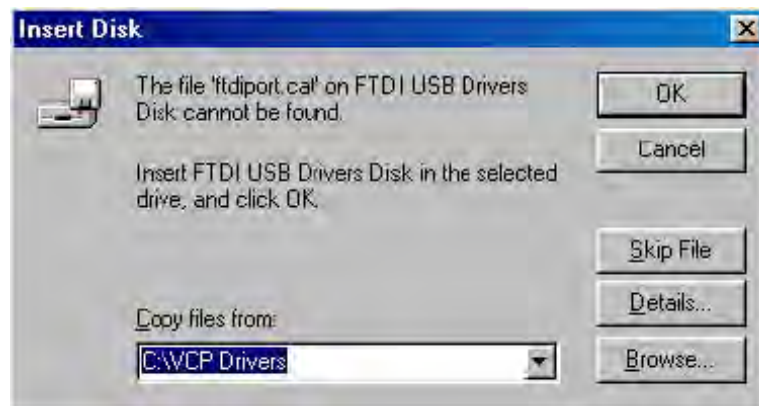 Insert Disk
The file 'ftdiport.cat' on FTDI USB Drivers
Disk cannot be found.
Insert FTDI USB Drivers Disk in the selected
drive, and click OK.
Copy files from:
C:\VCP Drivers
OK
Cancel
Skip File
Details...
Browse...